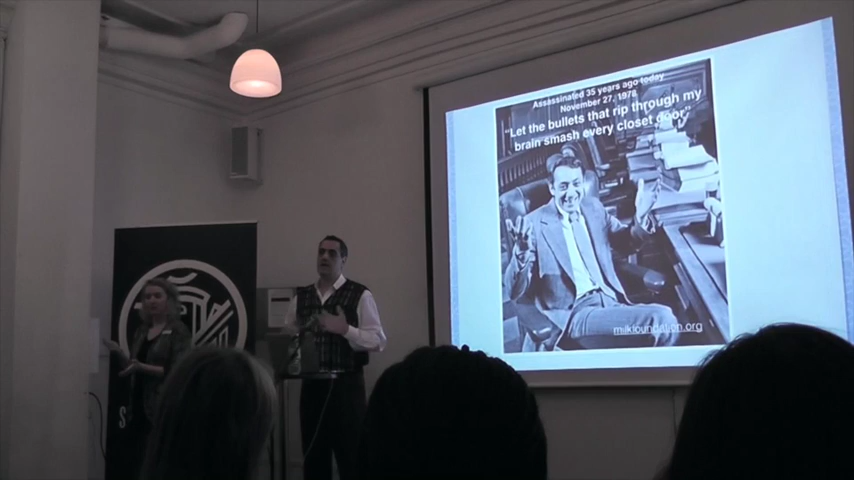 Assassinated 35 years ago today
November 27, 1978
"Let the bullets that rip through my
brain smash every closet door"
milkfoundation.org
S